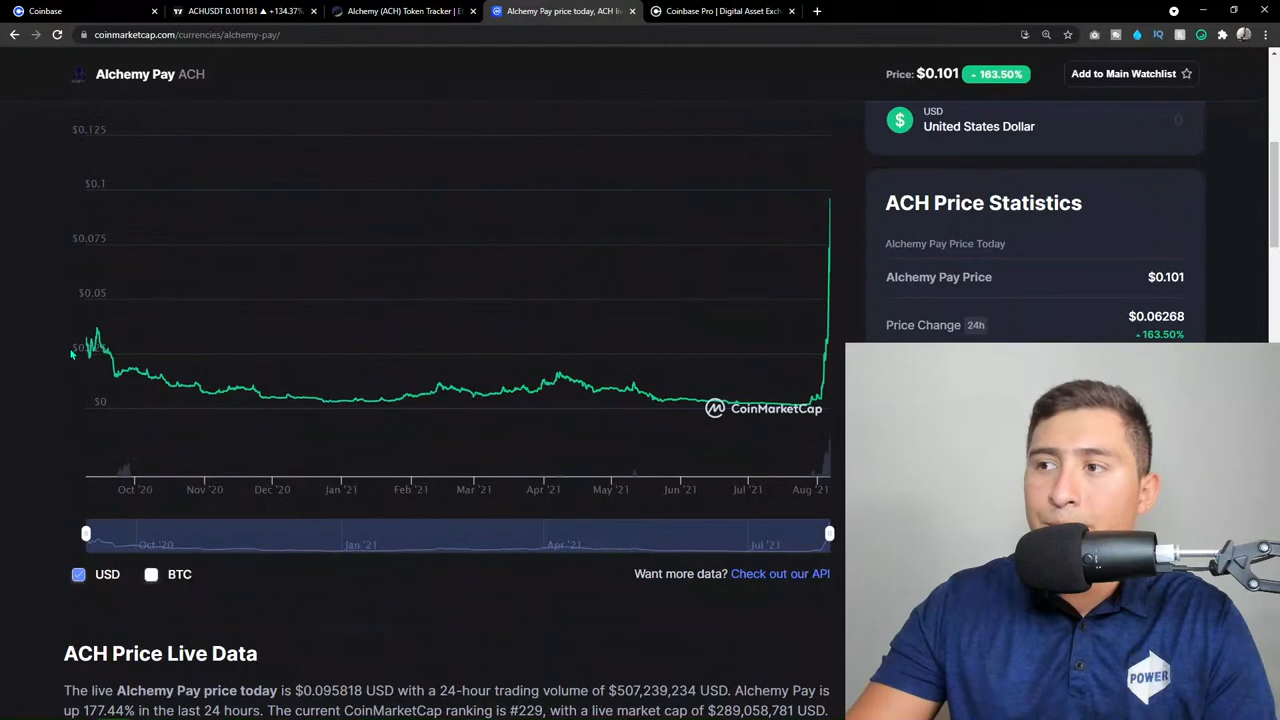 Coinbase
ACHUSDT 0.101181 ▲ +134.37%
Alchemy (ACH) Token Tracker | E
Alchemy Pay price today, ACH liv
Coinbase Pro | Digital Asset Exch
coinmarketcap.com/currencies/alchemy-pay/
Alchemy Pay ACH
Price: $0.101
163.50%
Add to Main Watchlist
$0.125
$0.1
$0.075
$0.05
$0
CoinMarketCap
Oct '20 Nov '20 Dec '20 Jan '21 Feb '21 Mar '21 Apr '21 May '21 Jun '21 Jul '21 Aug '21
Oct '20 Jan '21 Apr '21 Jul '21
USD BTC
Want more data? Check out our API
ACH Price Live Data
The live Alchemy Pay price today is $0.095818 USD with a 24-hour trading volume of $507,239,234 USD. Alchemy Pay is
up 177.44% in the last 24 hours. The current CoinMarketCap ranking is #229, with a live market cap of $289,058,781 USD.
USD
United States Dollar
0
ACH Price Statistics
Alchemy Pay Price Today
Alchemy Pay Price $0.101
Price Change 24h $0.06268
163.50%
POWER